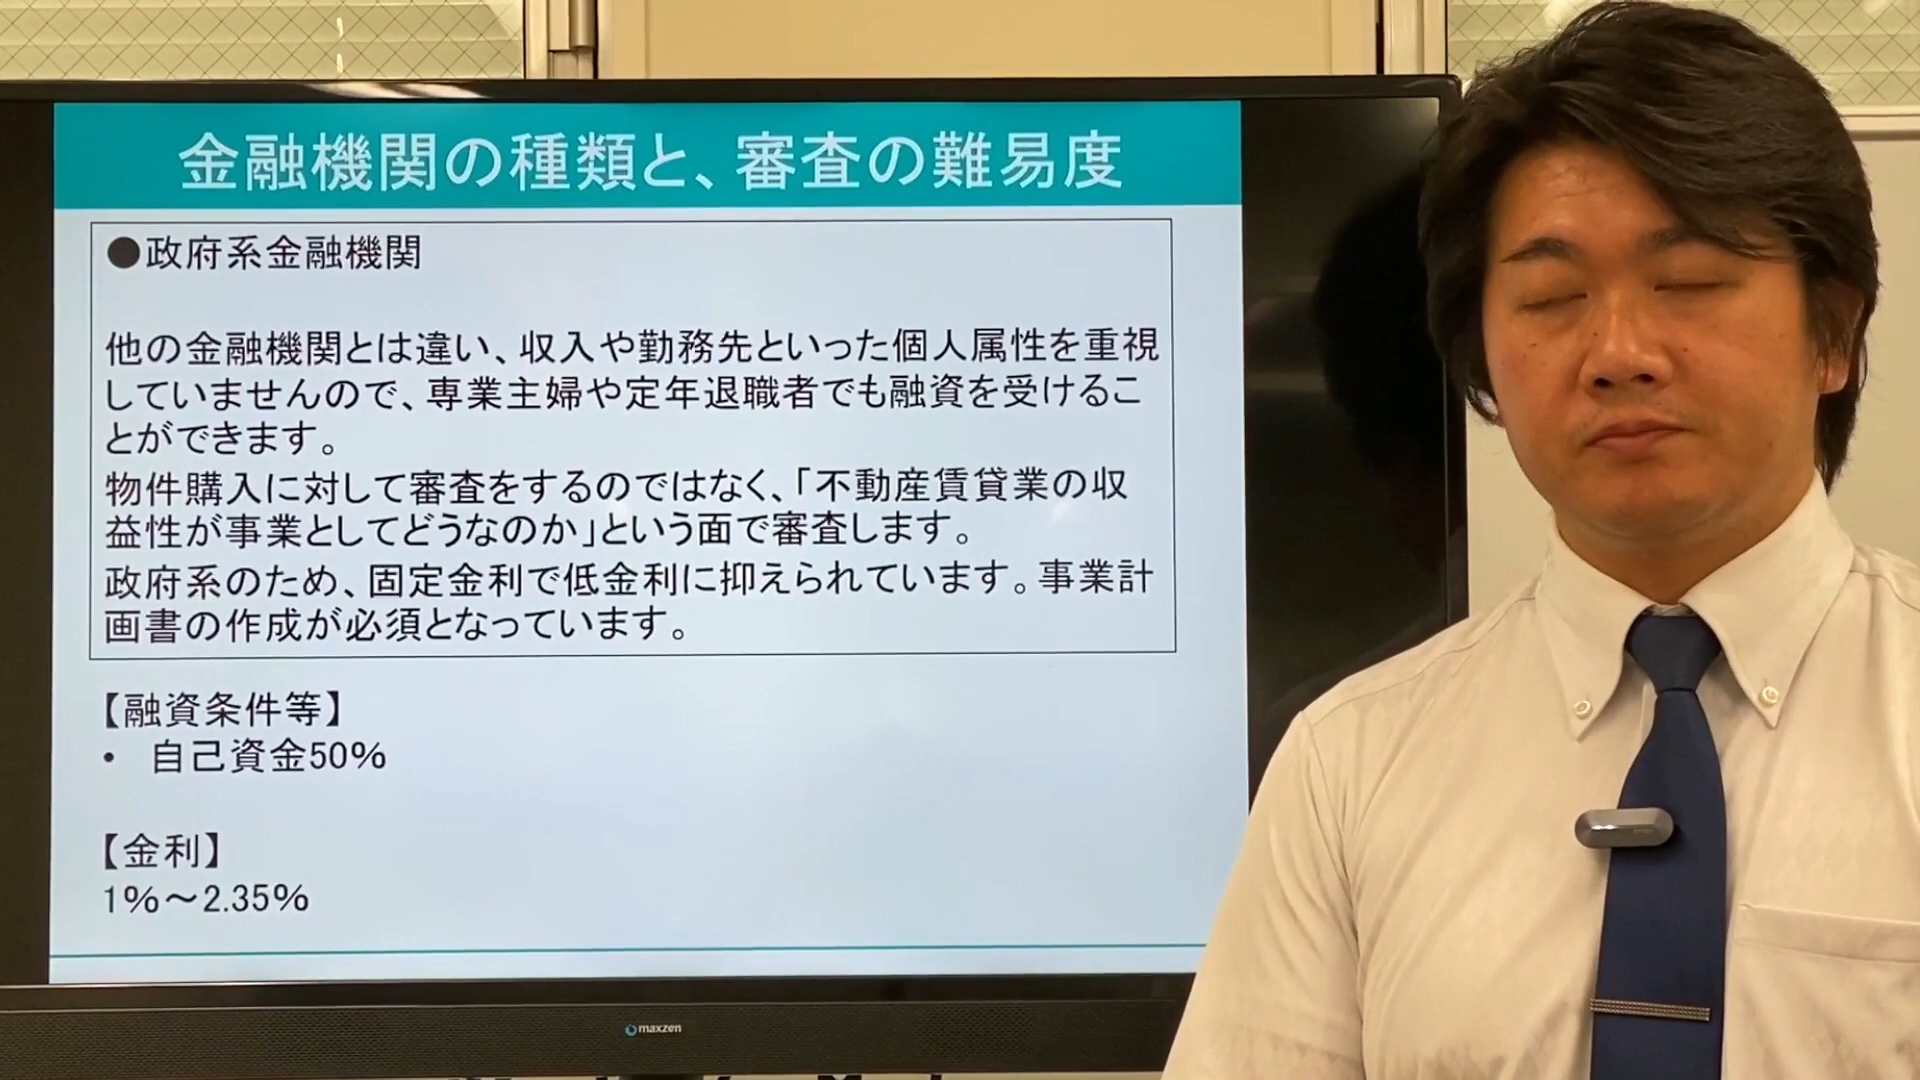 金融機関の種類と、審査の難易度
●政府系金融機関
他の金融機関とは違い、収入や勤務先といった個人属性を重視
していませんので、専業主婦や定年退職者でも融資を受けるこ
とができます。
物件購入に対して審査をするのではなく、「不動産賃貸業の収
益性が事業としてどうなのか」という面で審査します。
政府系のため、固定金利で低金利に抑えられています。事業計
画書の作成が必須となっています。
【融資条件等】
• 自己資金50%
【金利】
1%～2.35%
maxzen